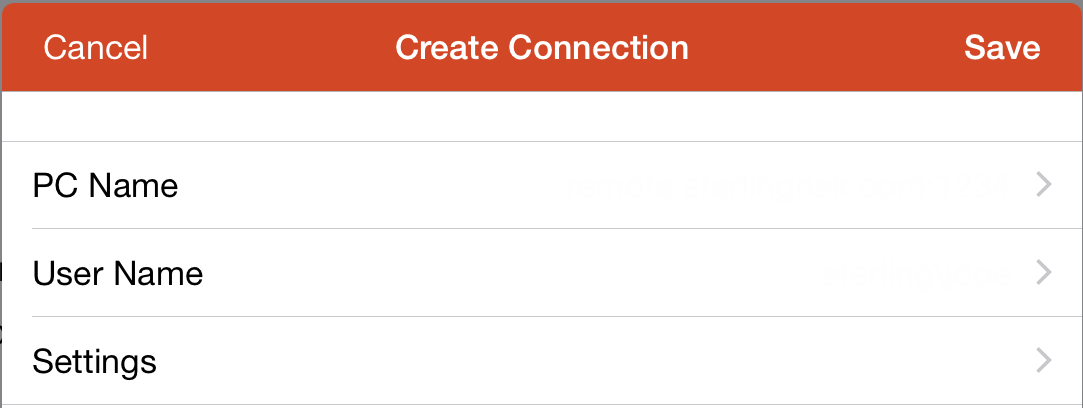 Cancel Create Connection Save
PC Name
User Name
Settings